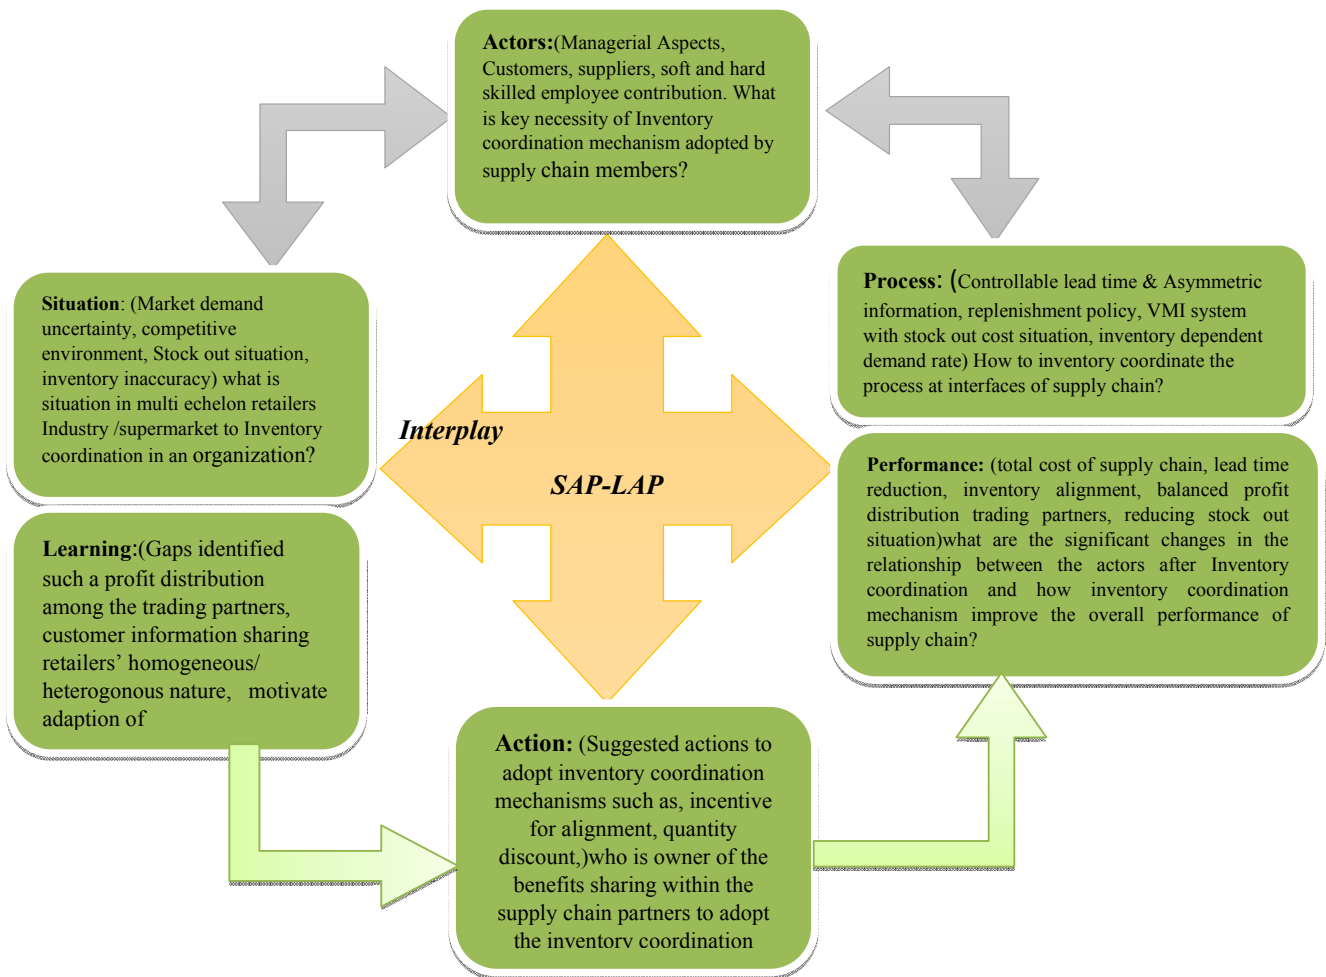 Actors:(Managerial Aspects,
Customers, suppliers, soft and hard
skilled employee contribution. What
is key necessity of Inventory
coordination mechanism adopted by
supply chain members?
Situation: (Market demand
uncertainty, competitive
environment, Stock out situation,
inventory inaccuracy) what is
situation in multi echelon retailers
Industry /supermarket to Inventory
coordination in an organization?
Process: (Controllable lead time & Asymmetric
information, replenishment policy, VMI system
with stock out cost situation, inventory dependent
demand rate) How to inventory coordinate the
process at interfaces of supply chain?
Interplay
SAP-LAP
Learning:(Gaps identified
such a profit distribution
among the trading partners,
customer information sharing
retailers’ homogeneous/
heterogonous nature, motivate
adaption of
Performance: (total cost of supply chain, lead time
reduction, inventory alignment, balanced profit
distribution trading partners, reducing stock out
situation)what are the significant changes in the
relationship between the actors after Inventory
coordination and how inventory coordination
mechanism improve the overall performance of
supply chain?
Action: (Suggested actions to
adopt inventory coordination
mechanisms such as, incentive
for alignment, quantity
discount,)who is owner of the
benefits sharing within the
supply chain partners to adopt
the inventory coordination